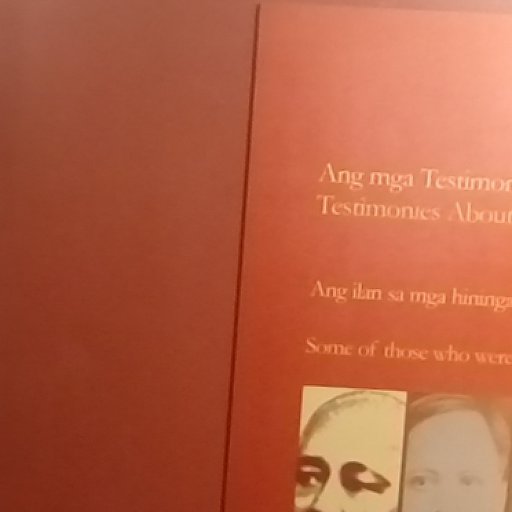 Ang mga Testimon
Testimonies About
Ang ilan sa mga hininga
Some of those who were